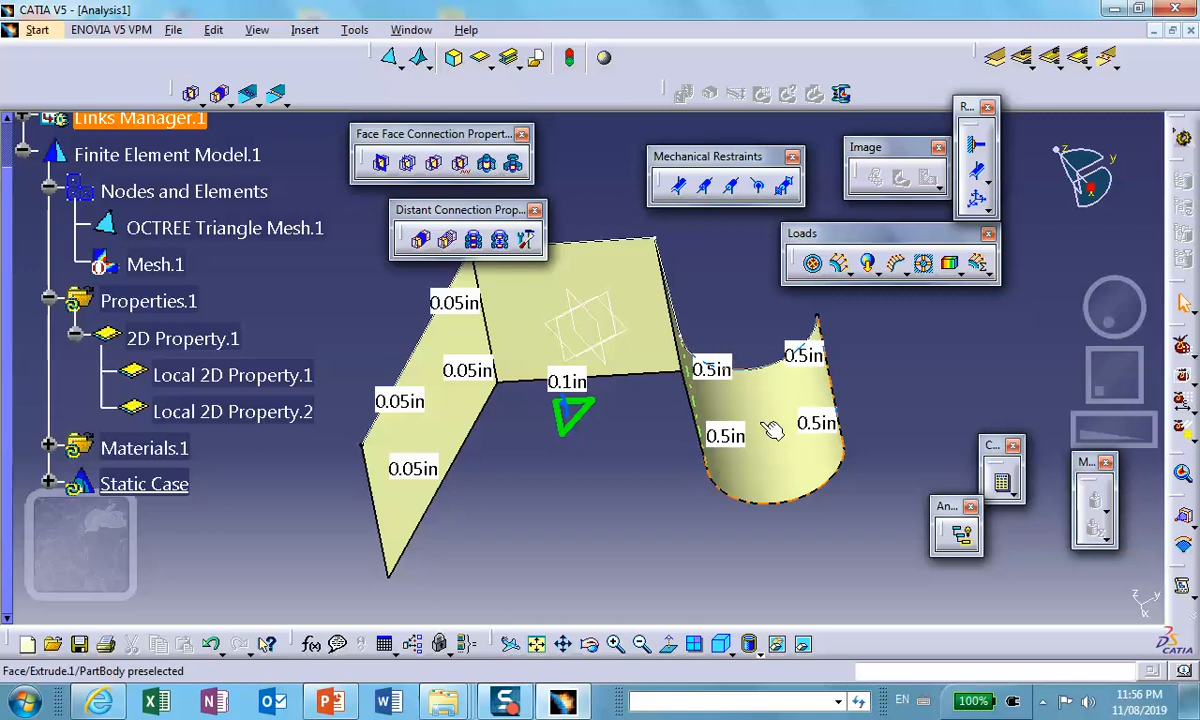 CATIA V5 - [Analysis1]
Start ENOVIA V5 VPM File Edit View Insert Tools Window Help
Links Manager.1
Finite Element Model.1
Nodes and Elements
OCTREE Triangle Mesh.1
Mesh.1
Properties.1
2D Property.1
Local 2D Property.1
Local 2D Property.2
Materials.1
Static Case
Face Face Connection Propert...
Distant Connection Prop...
Mechanical Restraints
Image
R...
Loads
C...
M...
An...
0.05in
0.05in
0.05in
0.05in
0.1in
0.5in
0.5in
0.5in
0.5in
z
y
x
z
y
x
f(x)
DS
CATIA
Face/Extrude.1/PartBody preselected
EN
100%
11:56 PM
11/08/2019